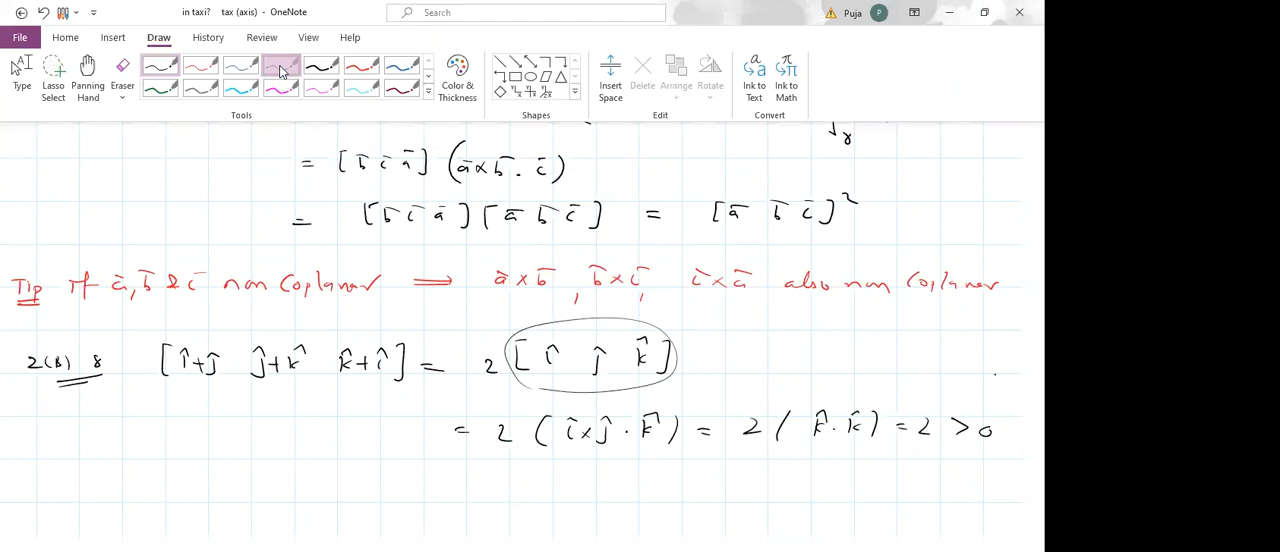 in taxi? tax (axis) - OneNote
Search
Puja P
File Home Insert Draw History Review View Help
Type Lasso Select Panning Hand Eraser Color & Thickness Insert Space Delete Arrange Rotate Ink to Text Ink to Math
Tools Shapes Edit Convert
= [b̄ c̄ ā] (ā×b̄ . c̄)
= [b̄ c̄ ā] [ā b̄ c̄] = [ā b̄ c̄]²
Tip If ā, b̄ & c̄ non coplanar ⟹ ā×b̄, b̄×c̄, c̄×ā also non coplanar
2(B) 8 [î+ĵ ĵ+k̂ k̂+î] = 2 [î ĵ k̂]
= 2 (î×ĵ . k̂) = 2 (k̂ . k̂) = 2 > 0